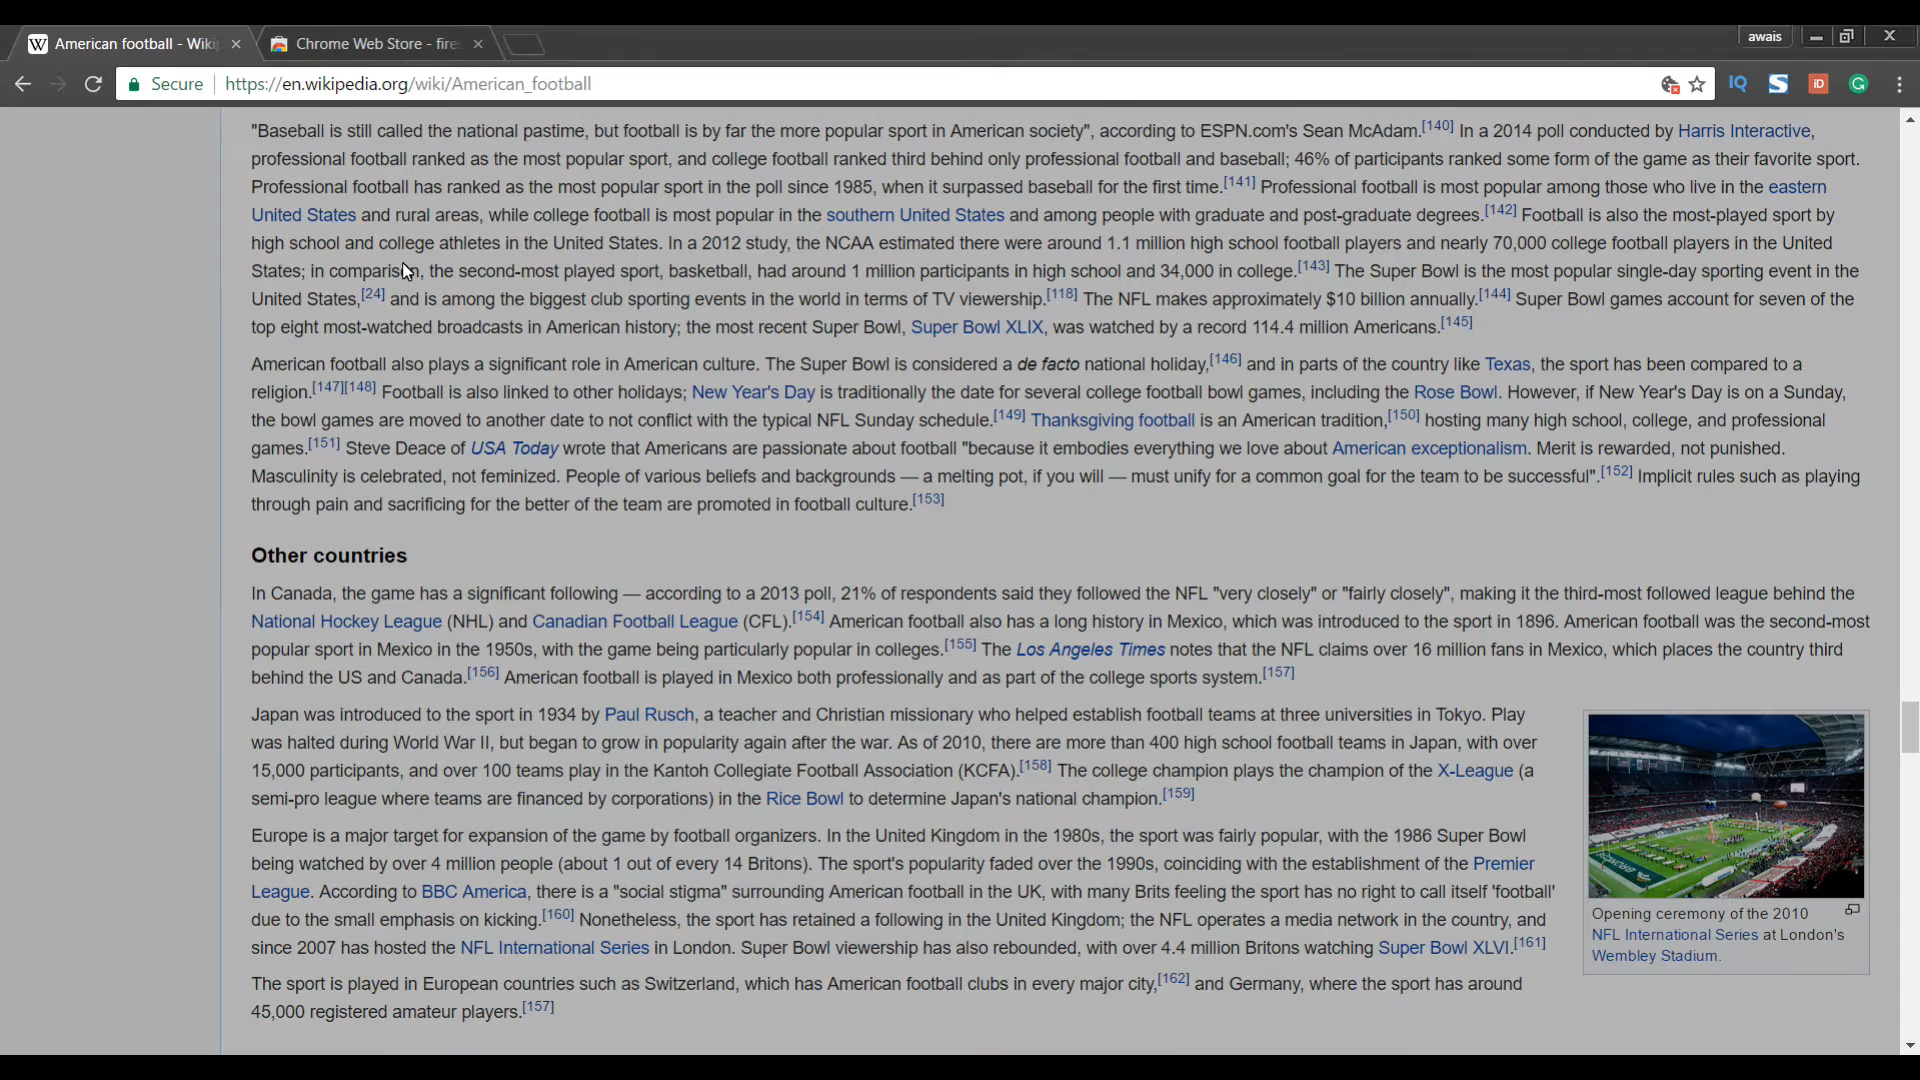 American football - Wiki
Chrome Web Store - fire
awais
Secure https://en.wikipedia.org/wiki/American_football
"Baseball is still called the national pastime, but football is by far the more popular sport in American society", according to ESPN.com's Sean McAdam.[140] In a 2014 poll conducted by Harris Interactive,
professional football ranked as the most popular sport, and college football ranked third behind only professional football and baseball; 46% of participants ranked some form of the game as their favorite sport.
Professional football has ranked as the most popular sport in the poll since 1985, when it surpassed baseball for the first time.[141] Professional football is most popular among those who live in the eastern
United States and rural areas, while college football is most popular in the southern United States and among people with graduate and post-graduate degrees.[142] Football is also the most-played sport by
high school and college athletes in the United States. In a 2012 study, the NCAA estimated there were around 1.1 million high school football players and nearly 70,000 college football players in the United
States; in comparison, the second-most played sport, basketball, had around 1 million participants in high school and 34,000 in college.[143] The Super Bowl is the most popular single-day sporting event in the
United States,[24] and is among the biggest club sporting events in the world in terms of TV viewership.[118] The NFL makes approximately $10 billion annually.[144] Super Bowl games account for seven of the
top eight most-watched broadcasts in American history; the most recent Super Bowl, Super Bowl XLIX, was watched by a record 114.4 million Americans.[145]
American football also plays a significant role in American culture. The Super Bowl is considered a de facto national holiday,[146] and in parts of the country like Texas, the sport has been compared to a
religion.[147][148] Football is also linked to other holidays; New Year's Day is traditionally the date for several college football bowl games, including the Rose Bowl. However, if New Year's Day is on a Sunday,
the bowl games are moved to another date to not conflict with the typical NFL Sunday schedule.[149] Thanksgiving football is an American tradition,[150] hosting many high school, college, and professional
games.[151] Steve Deace of USA Today wrote that Americans are passionate about football "because it embodies everything we love about American exceptionalism. Merit is rewarded, not punished.
Masculinity is celebrated, not feminized. People of various beliefs and backgrounds — a melting pot, if you will — must unify for a common goal for the team to be successful".[152] Implicit rules such as playing
through pain and sacrificing for the better of the team are promoted in football culture.[153]
Other countries
In Canada, the game has a significant following — according to a 2013 poll, 21% of respondents said they followed the NFL "very closely" or "fairly closely", making it the third-most followed league behind the
National Hockey League (NHL) and Canadian Football League (CFL).[154] American football also has a long history in Mexico, which was introduced to the sport in 1896. American football was the second-most
popular sport in Mexico in the 1950s, with the game being particularly popular in colleges.[155] The Los Angeles Times notes that the NFL claims over 16 million fans in Mexico, which places the country third
behind the US and Canada.[156] American football is played in Mexico both professionally and as part of the college sports system.[157]
Japan was introduced to the sport in 1934 by Paul Rusch, a teacher and Christian missionary who helped establish football teams at three universities in Tokyo. Play
was halted during World War II, but began to grow in popularity again after the war. As of 2010, there are more than 400 high school football teams in Japan, with over
15,000 participants, and over 100 teams play in the Kantoh Collegiate Football Association (KCFA).[158] The college champion plays the champion of the X-League (a
semi-pro league where teams are financed by corporations) in the Rice Bowl to determine Japan's national champion.[159]
Europe is a major target for expansion of the game by football organizers. In the United Kingdom in the 1980s, the sport was fairly popular, with the 1986 Super Bowl
being watched by over 4 million people (about 1 out of every 14 Britons). The sport's popularity faded over the 1990s, coinciding with the establishment of the Premier
League. According to BBC America, there is a "social stigma" surrounding American football in the UK, with many Brits feeling the sport has no right to call itself 'football'
due to the small emphasis on kicking.[160] Nonetheless, the sport has retained a following in the United Kingdom; the NFL operates a media network in the country, and
since 2007 has hosted the NFL International Series in London. Super Bowl viewership has also rebounded, with over 4.4 million Britons watching Super Bowl XLVI.[161]
The sport is played in European countries such as Switzerland, which has American football clubs in every major city,[162] and Germany, where the sport has around
45,000 registered amateur players.[157]
Opening ceremony of the 2010
NFL International Series at London's
Wembley Stadium.